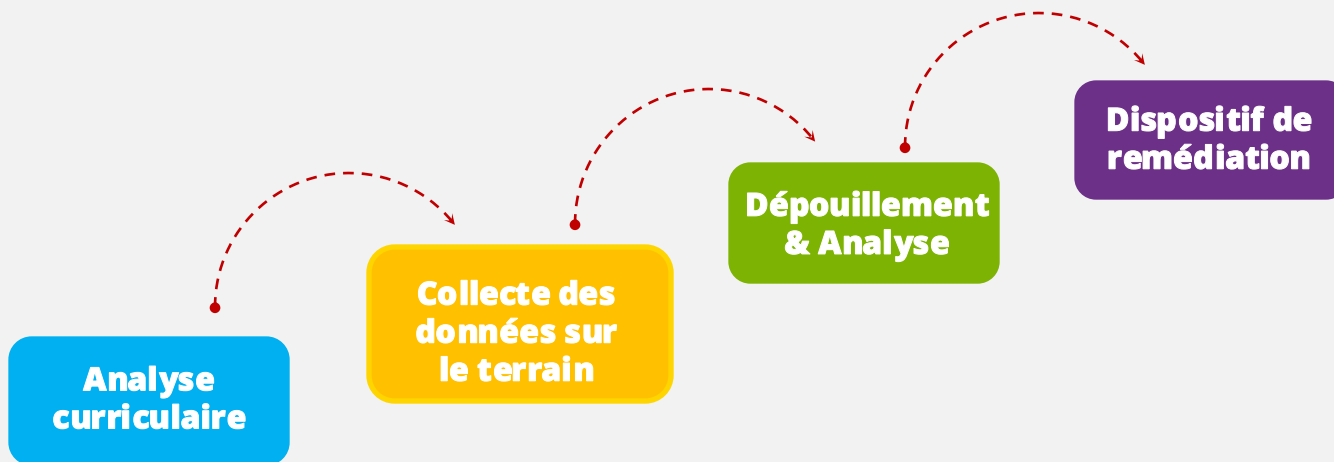 Analyse
curriculaire
Collecte des
données sur
le terrain
Dépouillement
& Analyse
Dispositif de
remédiation